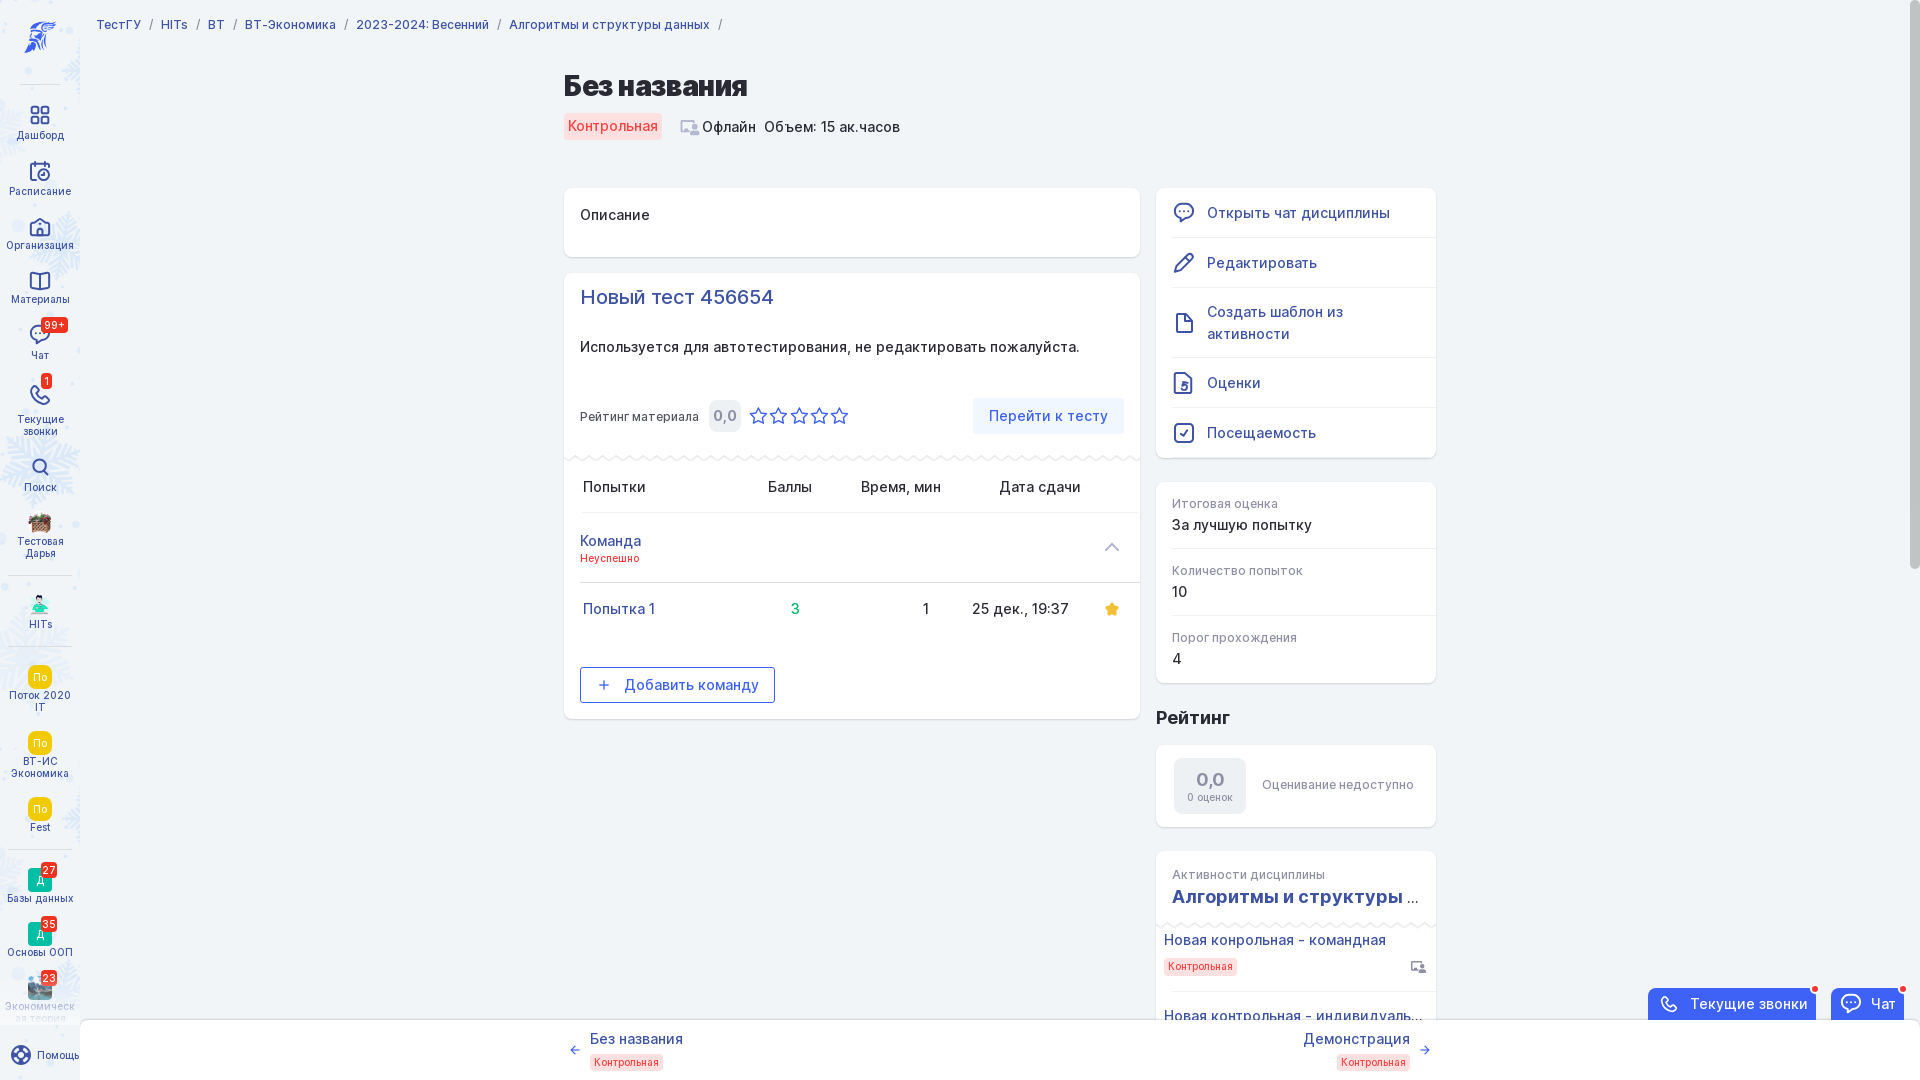 ТестГУ / HITs / ВТ / ВТ-Экономика / 2023-2024: Весенний / Алгоритмы и структуры данных /
Дашборд
Расписание
Организация
Материалы
99+
Чат
1
Текущие
звонки
Поиск
Тестовая
Дарья
HITs
По
Поток 2020
IT
По
ВТ-ИС
Экономика
По
Fest
27
Д
Базы данных
35
Д
Основы ООП
23
Экономическ
ая теория
Помощь
Без названия
Контрольная Офлайн Объем: 15 ак.часов
Описание
Новый тест 456654
Используется для автотестирования, не редактировать пожалуйста.
Рейтинг материала 0,0 Перейти к тесту
Попытки Баллы Время, мин Дата сдачи
Команда
Неуспешно
Попытка 1 3 1 25 дек., 19:37
+ Добавить команду
Открыть чат дисциплины
Редактировать
Создать шаблон из
активности
Оценки
Посещаемость
Итоговая оценка
За лучшую попытку
Количество попыток
10
Порог прохождения
4
Рейтинг
0,0
0 оценок
Оценивание недоступно
Активности дисциплины
Алгоритмы и структуры ...
Новая конрольная - командная
Контрольная
Новая контрольная - индивидуаль...
Текущие звонки
Чат
Без названия
Контрольная
Демонстрация
Контрольная